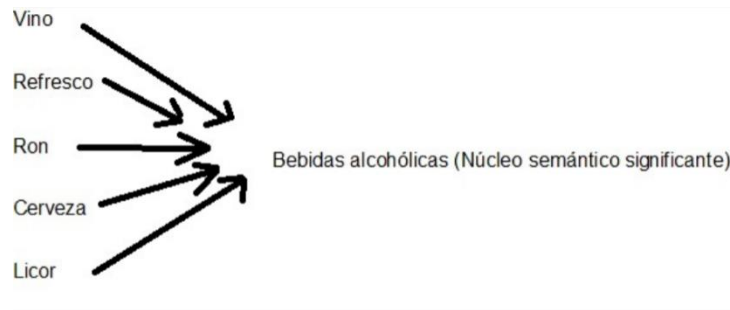 Vino
Refresco
Ron
Bebidas alcohólicas (Núcleo semántico significante)
Cerveza
Licor